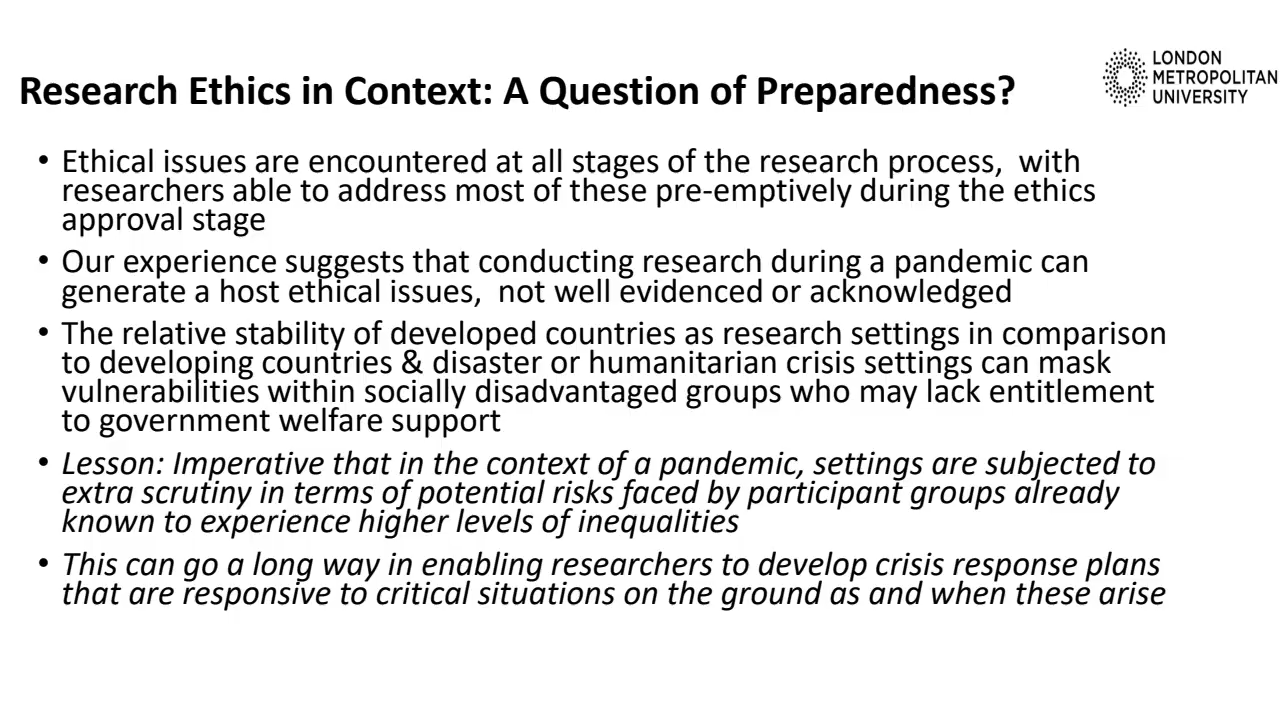 Research Ethics in Context: A Question of Preparedness?
LONDON
METROPOLITAN
UNIVERSITY
• Ethical issues are encountered at all stages of the research process,  with
researchers able to address most of these pre-emptively during the ethics
approval stage
• Our experience suggests that conducting research during a pandemic can
generate a host ethical issues,  not well evidenced or acknowledged
• The relative stability of developed countries as research settings in comparison
to developing countries & disaster or humanitarian crisis settings can mask
vulnerabilities within socially disadvantaged groups who may lack entitlement
to government welfare support
• Lesson: Imperative that in the context of a pandemic, settings are subjected to
extra scrutiny in terms of potential risks faced by participant groups already
known to experience higher levels of inequalities
• This can go a long way in enabling researchers to develop crisis response plans
that are responsive to critical situations on the ground as and when these arise